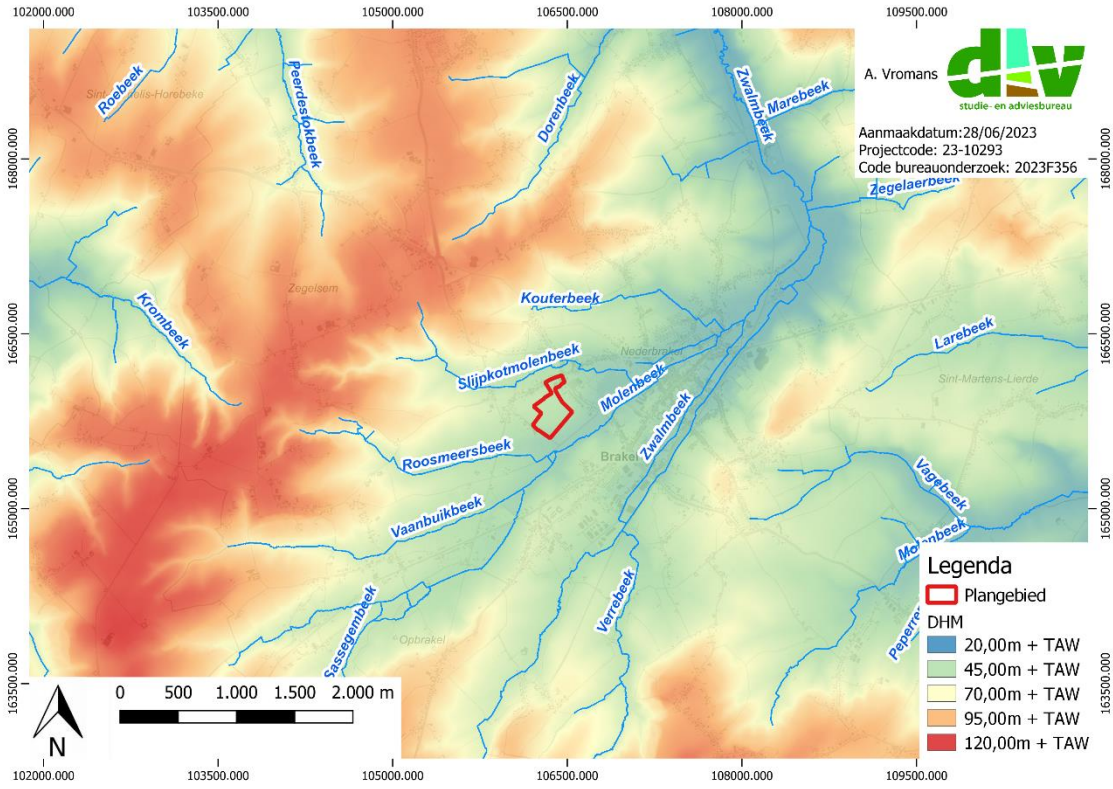 102000.000 103500.000 105000.000 106500.000 108000.000 109500.000
dlv
studie- en adviesbureau
A. Vromans
Aanmaakdatum:28/06/2023
Projectcode: 23-10293
Code bureauonderzoek: 2023F356
168000.000 168000.000
166500.000 166500.000
165000.000 165000.000
163500.000 163500.000
Roebeek
Peerdestokbeek
Dorenbeek
Zwalmbeek
Marebeek
Zegelaerbeek
Zegelsem
Krombeek
Kouterbeek
Larebeek
Nederbrakel
Slijpkotmolenbeek
Sint-Martens-Lierde
Molenbeek
Zwalmbeek
Roosmeersbeek
Vagebeek
Vaanbuikbeek
Molenbeek
Sassegembeek
Verrebeek
Opbrakel
Legenda
Plangebied
DHM
20,00m + TAW
45,00m + TAW
70,00m + TAW
95,00m + TAW
120,00m + TAW
N
0 500 1.000 1.500 2.000 m
102000.000 103500.000 105000.000 106500.000 108000.000 109500.000